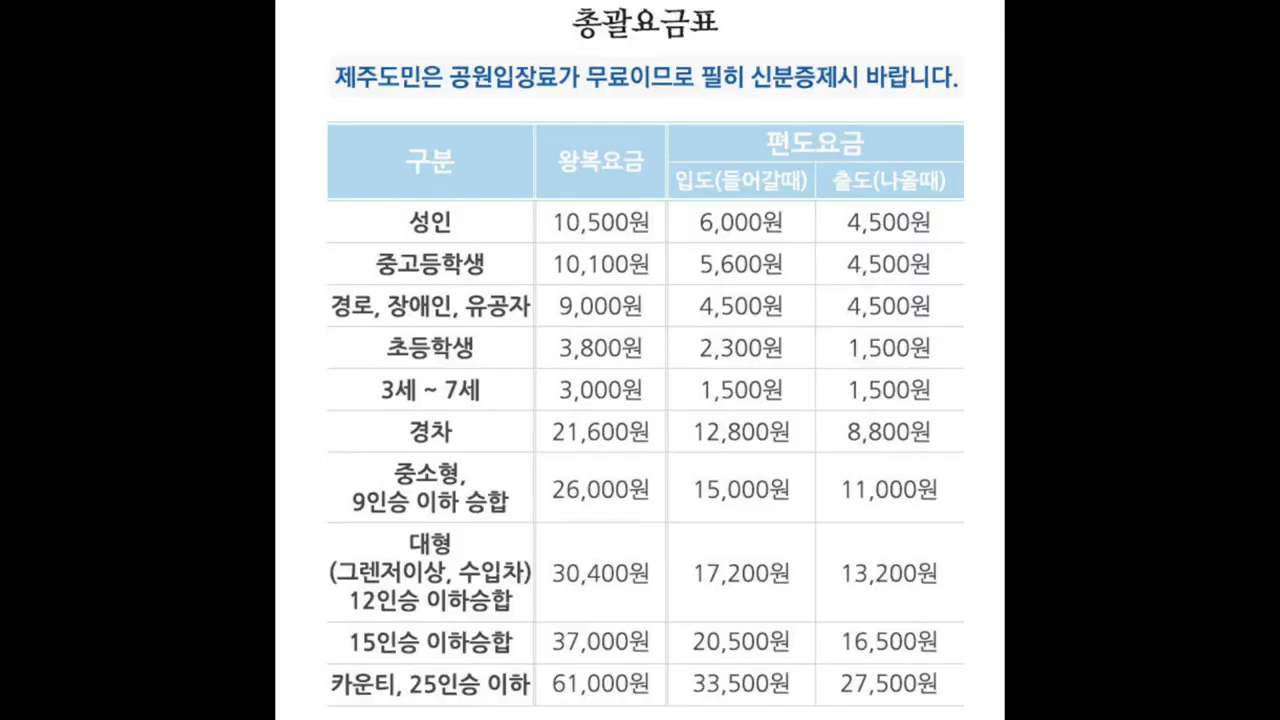 총괄요금표
제주도민은 공원입장료가 무료이므로 필히 신분증제시 바랍니다.
구분 왕복요금 편도요금
입도(들어갈때) 출도(나올때)
성인 10,500원 6,000원 4,500원
중고등학생 10,100원 5,600원 4,500원
경로, 장애인, 유공자 9,000원 4,500원 4,500원
초등학생 3,800원 2,300원 1,500원
3세 ~ 7세 3,000원 1,500원 1,500원
경차 21,600원 12,800원 8,800원
중소형,
9인승 이하 승합 26,000원 15,000원 11,000원
대형
(그렌저이상, 수입차) 30,400원 17,200원 13,200원
12인승 이하승합
15인승 이하승합 37,000원 20,500원 16,500원
카운티, 25인승 이하 61,000원 33,500원 27,500원